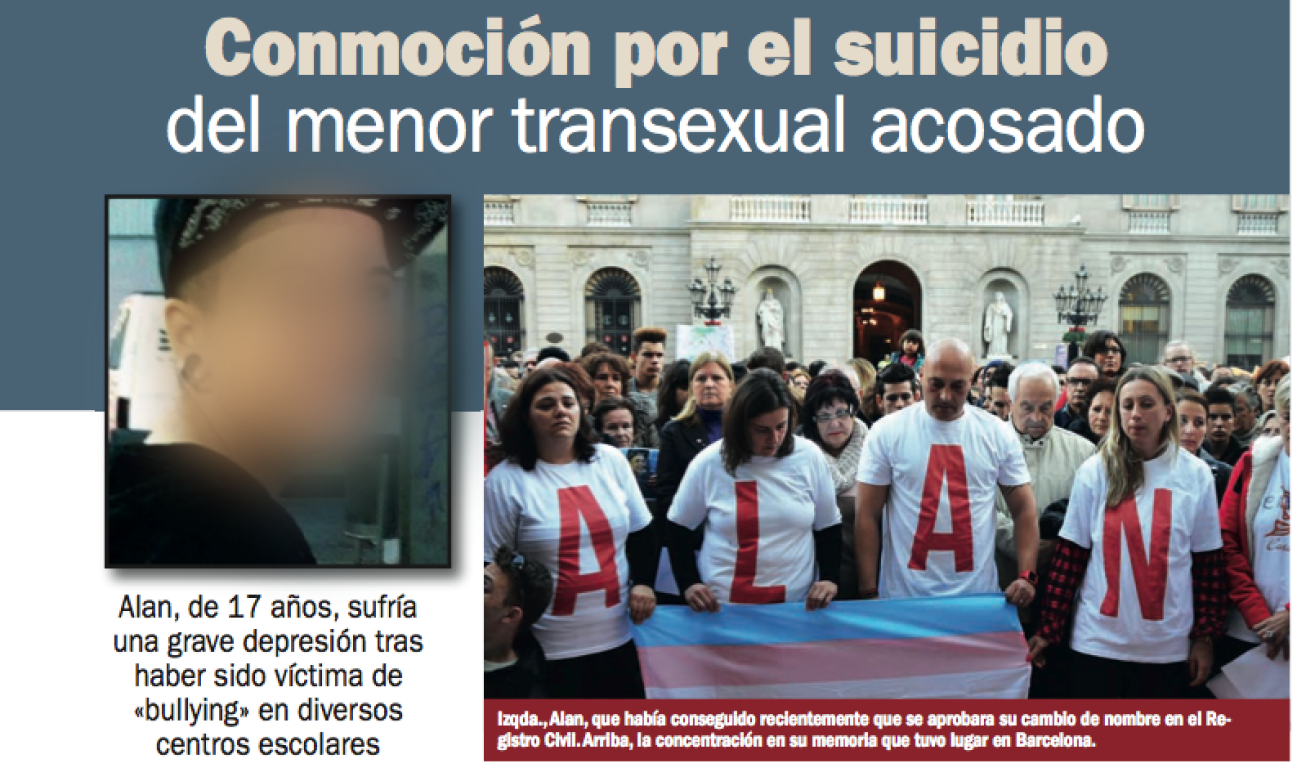 Conmoción por el suicidio
del menor transexual acosado
A L A N
Alan, de 17 años, sufría
una grave depresión tras
haber sido víctima de
«bullying» en diversos
centros escolares
Izqda., Alan, que había conseguido recientemente que se aprobara su cambio de nombre en el Re-
gistro Civil. Arriba, la concentración en su memoria que tuvo lugar en Barcelona.